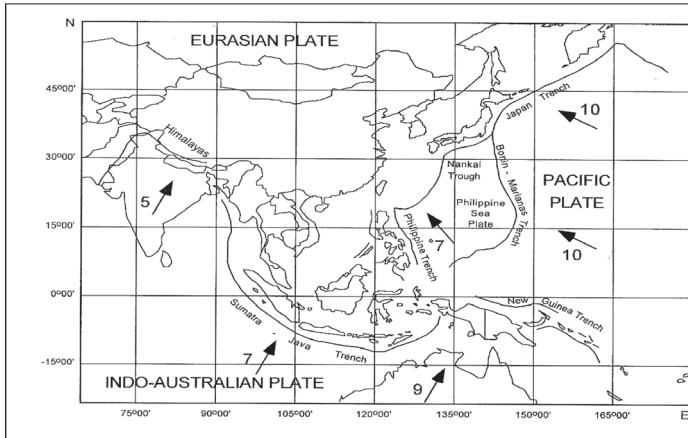 N
EURASIAN PLATE
45º00'
Japan Trench
10
Himalayas
30º00'
Nankai
Trough
Bonin - Marianas Trench
PACIFIC
PLATE
5
Philippine
Sea
Plate
15º00'
Philippine Trench
7
10
0º00'
Sumatra
Java
Trench
New Guinea Trench
-15º00'
7
9
INDO-AUSTRALIAN PLATE
75º00' 90º00' 105º00' 120º00' 135º00' 150º00' 165º00' E